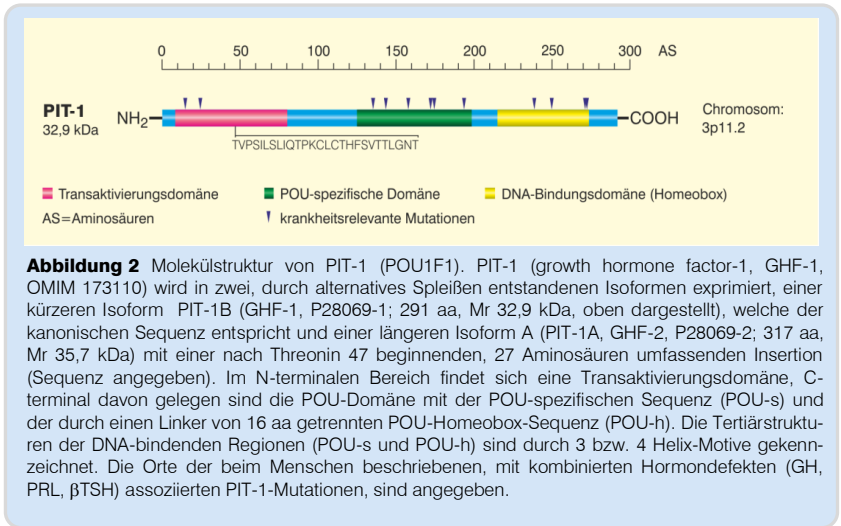 0 50 100 150 200 250 300 AS
PIT-1
32,9 kDa
NH2 COOH
Chromosom:
3p11.2
TVPSILSLIQTPKCLCTHFSVTTLGNT
Transaktivierungsdomäne POU-spezifische Domäne DNA-Bindungsdomäne (Homeobox)
AS=Aminosäuren krankheitsrelevante Mutationen
Abbildung 2 Molekülstruktur von PIT-1 (POU1F1). PIT-1 (growth hormone factor-1, GHF-1,
OMIM 173110) wird in zwei, durch alternatives Spleißen entstandenen Isoformen exprimiert, einer
kürzeren Isoform PIT-1B (GHF-1, P28069-1; 291 aa, Mr 32,9 kDa, oben dargestellt), welche der
kanonischen Sequenz entspricht und einer längeren Isoform A (PIT-1A, GHF-2, P28069-2; 317 aa,
Mr 35,7 kDa) mit einer nach Threonin 47 beginnenden, 27 Aminosäuren umfassenden Insertion
(Sequenz angegeben). Im N-terminalen Bereich findet sich eine Transaktivierungsdomäne, C-
terminal davon gelegen sind die POU-Domäne mit der POU-spezifischen Sequenz (POU-s) und
der durch einen Linker von 16 aa getrennten POU-Homeobox-Sequenz (POU-h). Die Tertiärstruktu-
ren der DNA-bindenden Regionen (POU-s und POU-h) sind durch 3 bzw. 4 Helix-Motive gekenn-
zeichnet. Die Orte der beim Menschen beschriebenen, mit kombinierten Hormondefekten (GH,
PRL, βTSH) assoziierten PIT-1-Mutationen, sind angegeben.